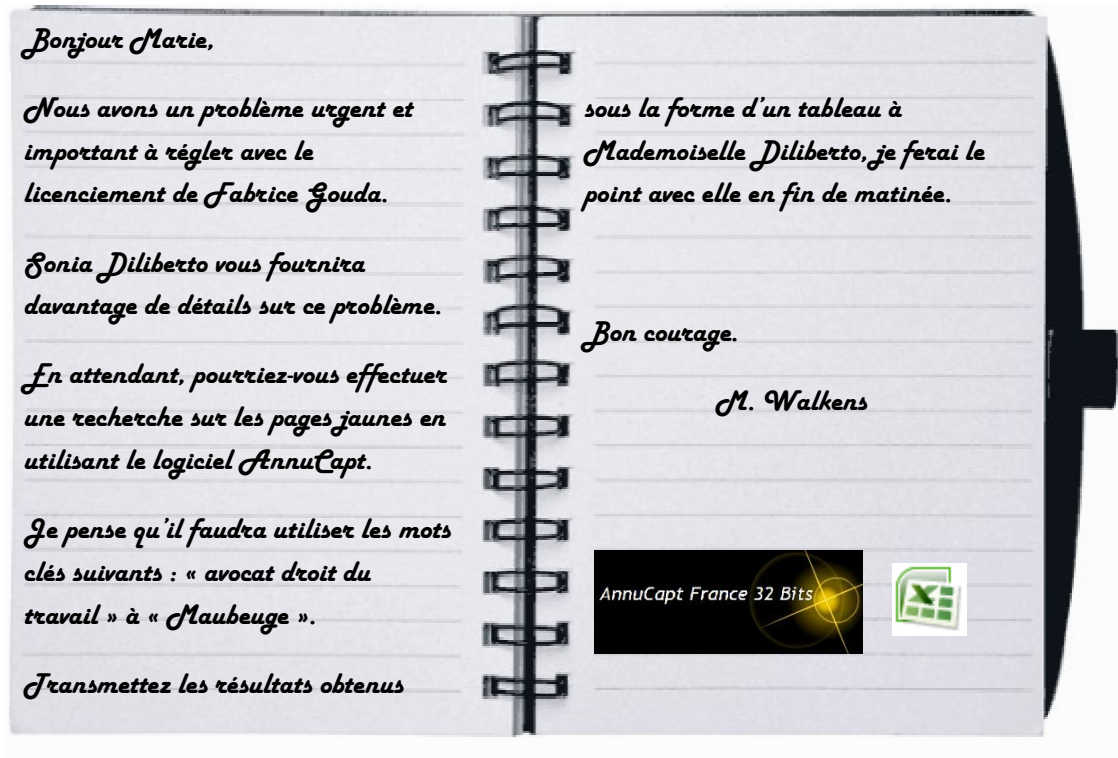 Bonjour Marie,
Nous avons un problème urgent et
important à régler avec le
licenciement de Fabrice Gouda.
Sonia Diliberto vous fournira
davantage de détails sur ce problème.
En attendant, pourriez-vous effectuer
une recherche sur les pages jaunes en
utilisant le logiciel AnnuCapt.
Je pense qu'il faudra utiliser les mots
clés suivants : « avocat droit du
travail » à « Maubeuge ».
Transmettez les résultats obtenus
sous la forme d'un tableau à
Mademoiselle Diliberto, je ferai le
point avec elle en fin de matinée.
Bon courage.
M. Walkens
AnnuCapt France 32 Bits